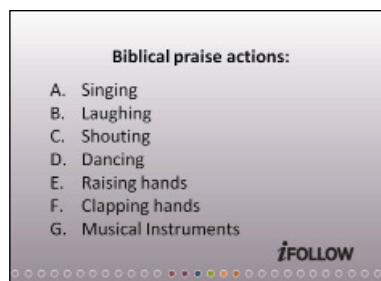 Biblical praise actions:
A. Singing
B. Laughing
C. Shouting
D. Dancing
E. Raising hands
F. Clapping hands
G. Musical Instruments
iFOLLOW